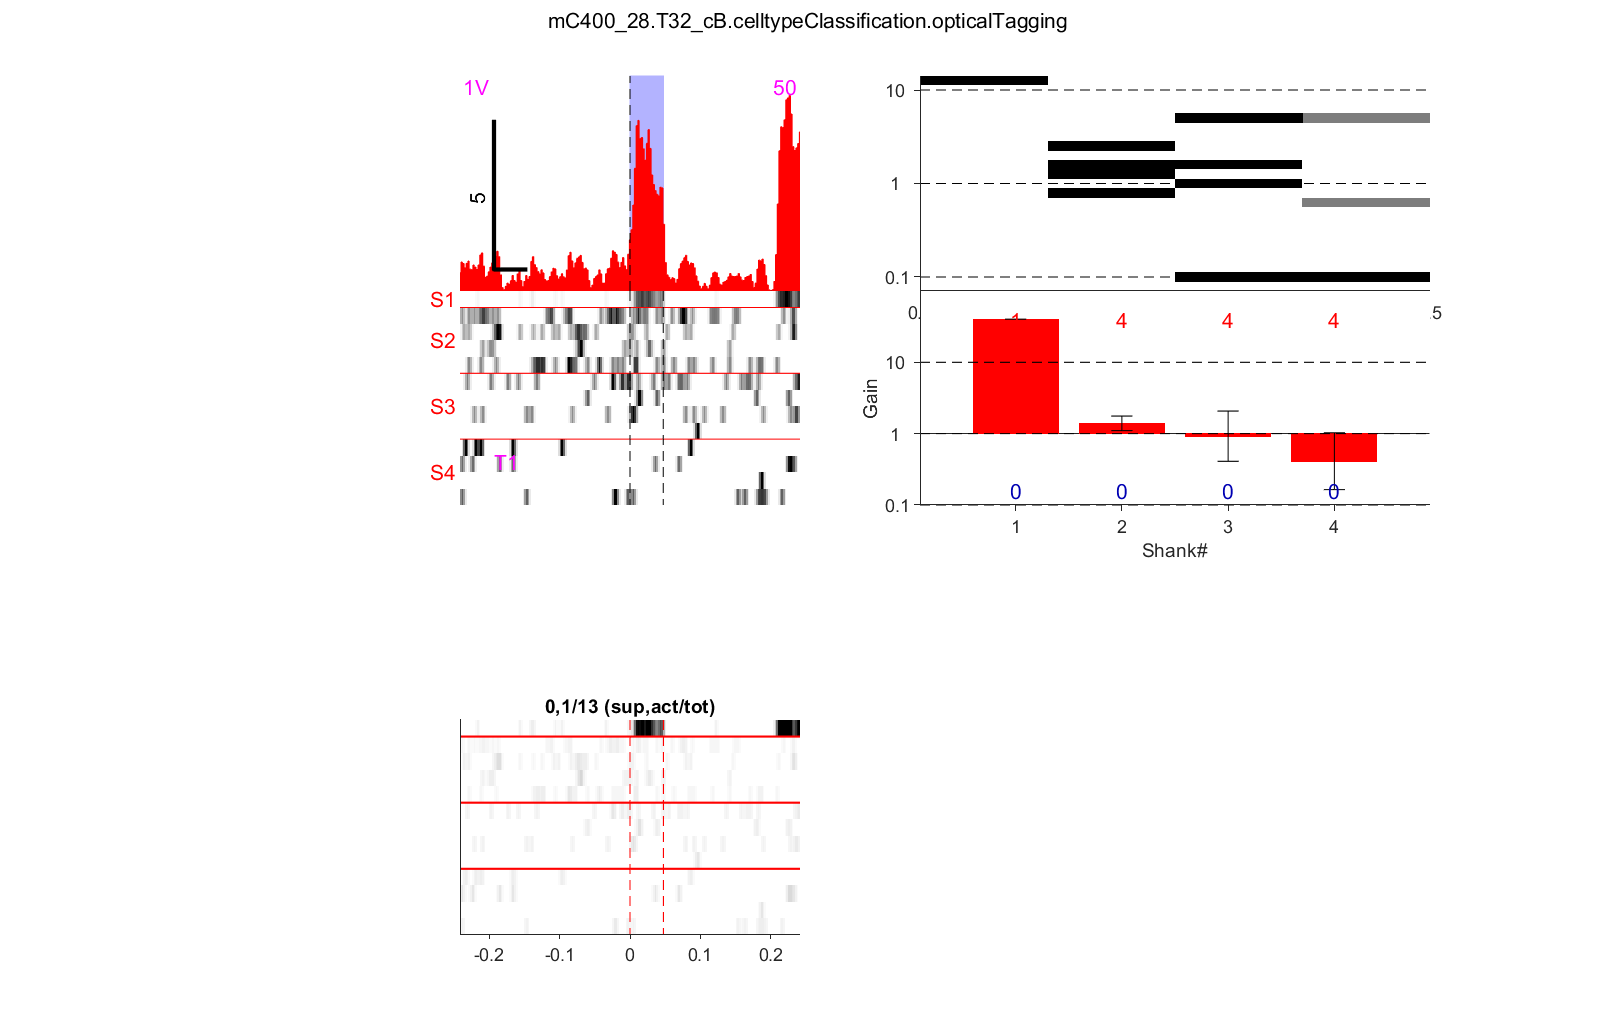 mC400_28.T32_cB.celltypeClassification.opticalTagging
1V
50
5
S1
S2
S3
S4
T1
10
1
0.1
0.
.5
1
4
4
4
10
1
0.1
Gain
0
0
0
0
1
2
3
4
Shank#
0,1/13 (sup,act/tot)
-0.2
-0.1
0
0.1
0.2